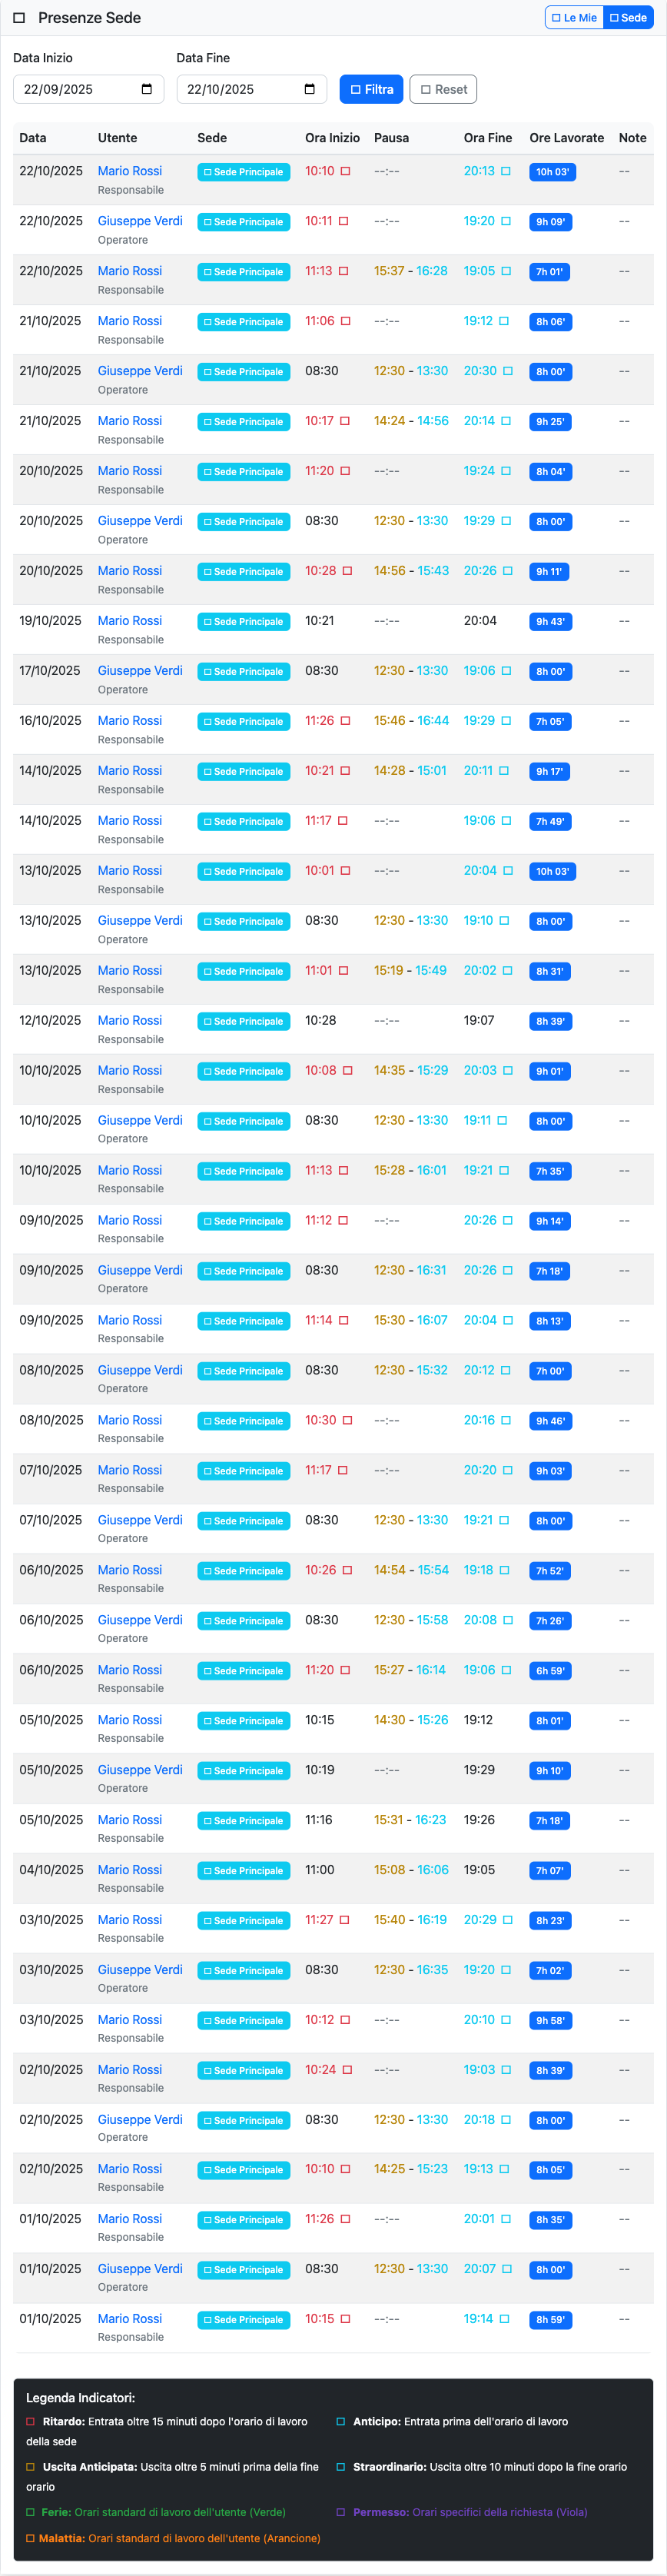 Presenze Sede
Le Mie Sede
Data Inizio Data Fine
22/09/2025 22/10/2025 Filtra Reset
Data Utente Sede Ora Inizio Pausa Ora Fine Ore Lavorate Note
22/10/2025 Mario Rossi Sede Principale 10:10 --:-- 20:13 10h 03' --
Responsabile
22/10/2025 Giuseppe Verdi Sede Principale 10:11 --:-- 19:20 9h 09' --
Operatore
22/10/2025 Mario Rossi Sede Principale 11:13 15:37 - 16:28 19:05 7h 01' --
Responsabile
21/10/2025 Mario Rossi Sede Principale 11:06 --:-- 19:12 8h 06' --
Responsabile
21/10/2025 Giuseppe Verdi Sede Principale 08:30 12:30 - 13:30 20:30 8h 00' --
Operatore
21/10/2025 Mario Rossi Sede Principale 10:17 14:24 - 14:56 20:14 9h 25' --
Responsabile
20/10/2025 Mario Rossi Sede Principale 11:20 --:-- 19:24 8h 04' --
Responsabile
20/10/2025 Giuseppe Verdi Sede Principale 08:30 12:30 - 13:30 19:29 8h 00' --
Operatore
20/10/2025 Mario Rossi Sede Principale 10:28 14:56 - 15:43 20:26 9h 11' --
Responsabile
19/10/2025 Mario Rossi Sede Principale 10:21 --:-- 20:04 9h 43' --
Responsabile
17/10/2025 Giuseppe Verdi Sede Principale 08:30 12:30 - 13:30 19:06 8h 00' --
Operatore
16/10/2025 Mario Rossi Sede Principale 11:26 15:46 - 16:44 19:29 7h 05' --
Responsabile
14/10/2025 Mario Rossi Sede Principale 10:21 14:28 - 15:01 20:11 9h 17' --
Responsabile
14/10/2025 Mario Rossi Sede Principale 11:17 --:-- 19:06 7h 49' --
Responsabile
13/10/2025 Mario Rossi Sede Principale 10:01 --:-- 20:04 10h 03' --
Responsabile
13/10/2025 Giuseppe Verdi Sede Principale 08:30 12:30 - 13:30 19:10 8h 00' --
Operatore
13/10/2025 Mario Rossi Sede Principale 11:01 15:19 - 15:49 20:02 8h 31' --
Responsabile
12/10/2025 Mario Rossi Sede Principale 10:28 --:-- 19:07 8h 39' --
Responsabile
10/10/2025 Mario Rossi Sede Principale 10:08 14:35 - 15:29 20:03 9h 01' --
Responsabile
10/10/2025 Giuseppe Verdi Sede Principale 08:30 12:30 - 13:30 19:11 8h 00' --
Operatore
10/10/2025 Mario Rossi Sede Principale 11:13 15:28 - 16:01 19:21 7h 35' --
Responsabile
09/10/2025 Mario Rossi Sede Principale 11:12 --:-- 20:26 9h 14' --
Responsabile
09/10/2025 Giuseppe Verdi Sede Principale 08:30 12:30 - 16:31 20:26 7h 18' --
Operatore
09/10/2025 Mario Rossi Sede Principale 11:14 15:30 - 16:07 20:04 8h 13' --
Responsabile
08/10/2025 Giuseppe Verdi Sede Principale 08:30 12:30 - 15:32 20:12 7h 00' --
Operatore
08/10/2025 Mario Rossi Sede Principale 10:30 --:-- 20:16 9h 46' --
Responsabile
07/10/2025 Mario Rossi Sede Principale 11:17 --:-- 20:20 9h 03' --
Responsabile
07/10/2025 Giuseppe Verdi Sede Principale 08:30 12:30 - 13:30 19:21 8h 00' --
Operatore
06/10/2025 Mario Rossi Sede Principale 10:26 14:54 - 15:54 19:18 7h 52' --
Responsabile
06/10/2025 Giuseppe Verdi Sede Principale 08:30 12:30 - 15:58 20:08 7h 26' --
Operatore
06/10/2025 Mario Rossi Sede Principale 11:20 15:27 - 16:14 19:06 6h 59' --
Responsabile
05/10/2025 Mario Rossi Sede Principale 10:15 14:30 - 15:26 19:12 8h 01' --
Responsabile
05/10/2025 Giuseppe Verdi Sede Principale 10:19 --:-- 19:29 9h 10' --
Operatore
05/10/2025 Mario Rossi Sede Principale 11:16 15:31 - 16:23 19:26 7h 18' --
Responsabile
04/10/2025 Mario Rossi Sede Principale 11:00 15:08 - 16:06 19:05 7h 07' --
Responsabile
03/10/2025 Mario Rossi Sede Principale 11:27 15:40 - 16:19 20:29 8h 23' --
Responsabile
03/10/2025 Giuseppe Verdi Sede Principale 08:30 12:30 - 16:35 19:20 7h 02' --
Operatore
03/10/2025 Mario Rossi Sede Principale 10:12 --:-- 20:10 9h 58' --
Responsabile
02/10/2025 Mario Rossi Sede Principale 10:24 --:-- 19:03 8h 39' --
Responsabile
02/10/2025 Giuseppe Verdi Sede Principale 08:30 12:30 - 13:30 20:18 8h 00' --
Operatore
02/10/2025 Mario Rossi Sede Principale 10:10 14:25 - 15:23 19:13 8h 05' --
Responsabile
01/10/2025 Mario Rossi Sede Principale 11:26 --:-- 20:01 8h 35' --
Responsabile
01/10/2025 Giuseppe Verdi Sede Principale 08:30 12:30 - 13:30 20:07 8h 00' --
Operatore
01/10/2025 Mario Rossi Sede Principale 10:15 --:-- 19:14 8h 59' --
Responsabile
Legenda Indicatori:
Ritardo: Entrata oltre 15 minuti dopo l'orario di lavoro
della sede
Anticipo: Entrata prima dell'orario di lavoro
Uscita Anticipata: Uscita oltre 5 minuti prima della fine
orario
Straordinario: Uscita oltre 10 minuti dopo la fine orario
Ferie: Orari standard di lavoro dell'utente (Verde)
Permesso: Orari specifici della richiesta (Viola)
Malattia: Orari standard di lavoro dell'utente (Arancione)